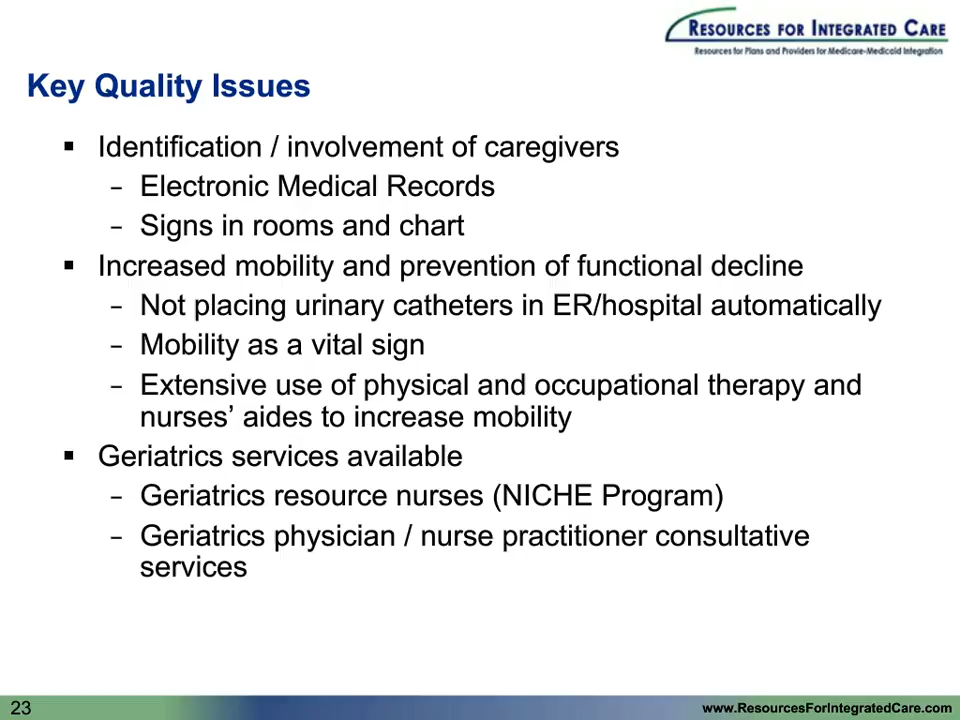 RESOURCES FOR INTEGRATED CARE
Resources for Plans and Providers for Medicare-Medicaid Integration
Key Quality Issues
▪ Identification / involvement of caregivers
– Electronic Medical Records
– Signs in rooms and chart
▪ Increased mobility and prevention of functional decline
– Not placing urinary catheters in ER/hospital automatically
– Mobility as a vital sign
– Extensive use of physical and occupational therapy and
nurses’ aides to increase mobility
▪ Geriatrics services available
– Geriatrics resource nurses (NICHE Program)
– Geriatrics physician / nurse practitioner consultative
services
23
www.ResourcesForIntegratedCare.com